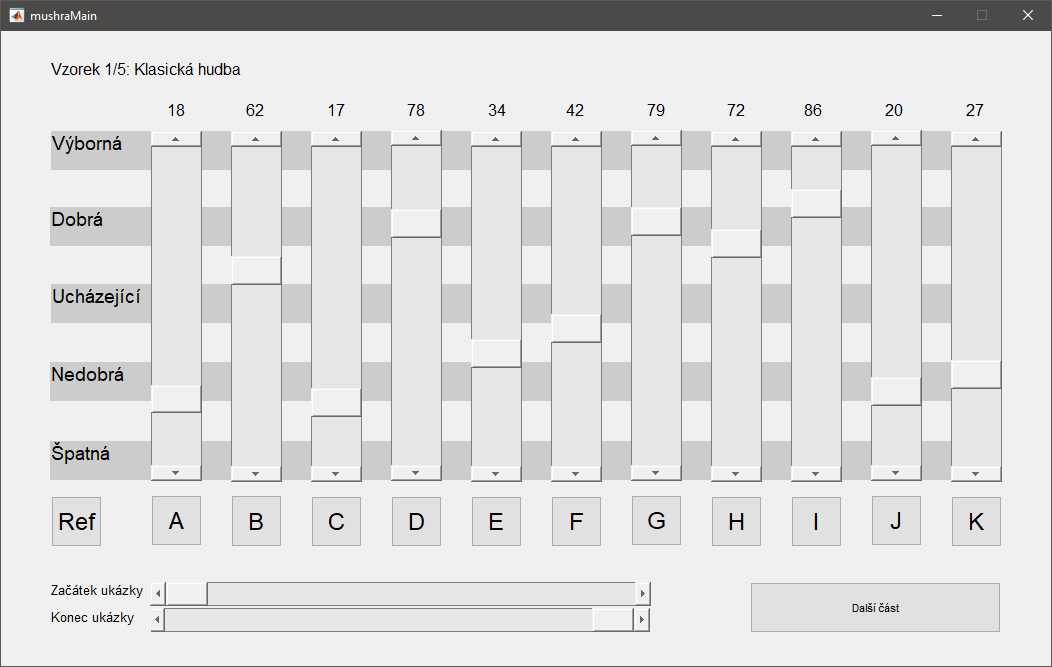 mushraMain
Vzorek 1/5: Klasická hudba
18 62 17 78 34 42 79 72 86 20 27
Výborná
Dobrá
Ucházející
Nedobrá
Špatná
Ref A B C D E F G H I J K
Začátek ukázky
Konec ukázky
Další část